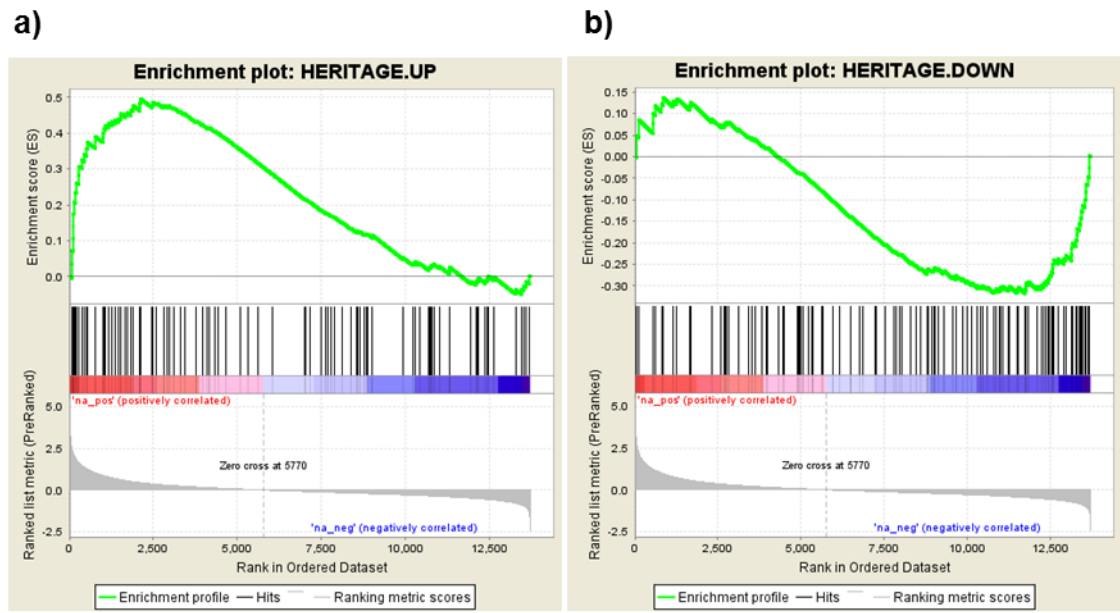 a)
Enrichment plot: HERITAGE.UP
Enrichment score (ES)
0.5
0.4
0.3
0.2
0.1
0.0
'na_pos' (positively correlated)
Ranked list metric (PreRanked)
5.0
2.5
0.0
-2.5
Zero cross at 5770
'na_neg' (negatively correlated)
0 2,500 5,000 7,500 10,000 12,500
Rank in Ordered Dataset
Enrichment profile Hits Ranking metric scores
b)
Enrichment plot: HERITAGE.DOWN
Enrichment score (ES)
0.15
0.10
0.05
0.00
-0.05
-0.10
-0.15
-0.20
-0.25
-0.30
'na_pos' (positively correlated)
Ranked list metric (PreRanked)
5.0
2.5
0.0
-2.5
Zero cross at 5770
'na_neg' (negatively correlated)
0 2,500 5,000 7,500 10,000 12,500
Rank in Ordered Dataset
Enrichment profile Hits Ranking metric scores